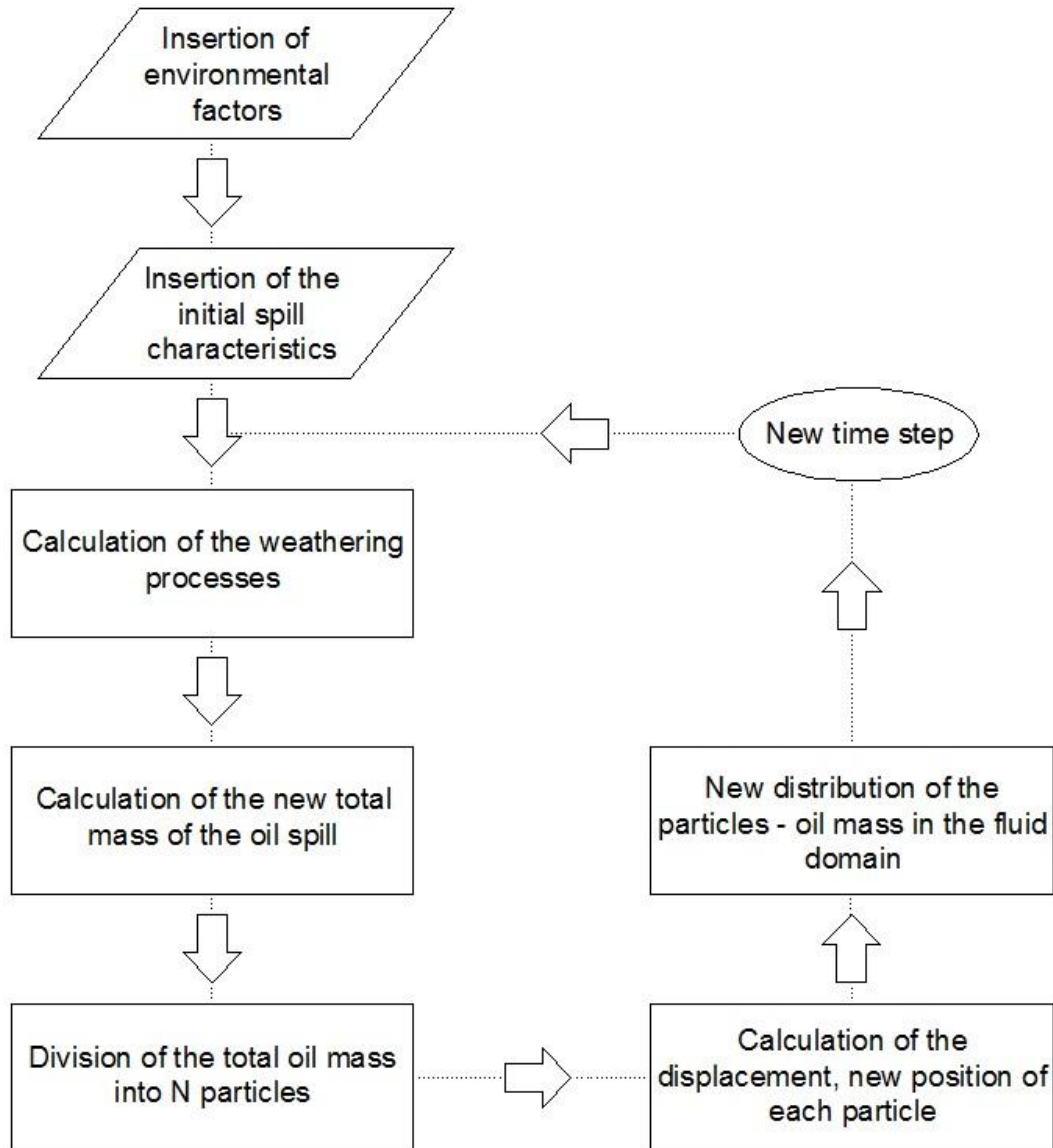 Insertion of
environmental
factors
Insertion of the
initial spill
characteristics
New time step
Calculation of the weathering
processes
Calculation of the new total
mass of the oil spill
New distribution of the
particles - oil mass in the fluid
domain
Division of the total oil mass
into N particles
Calculation of the
displacement, new position of
each particle